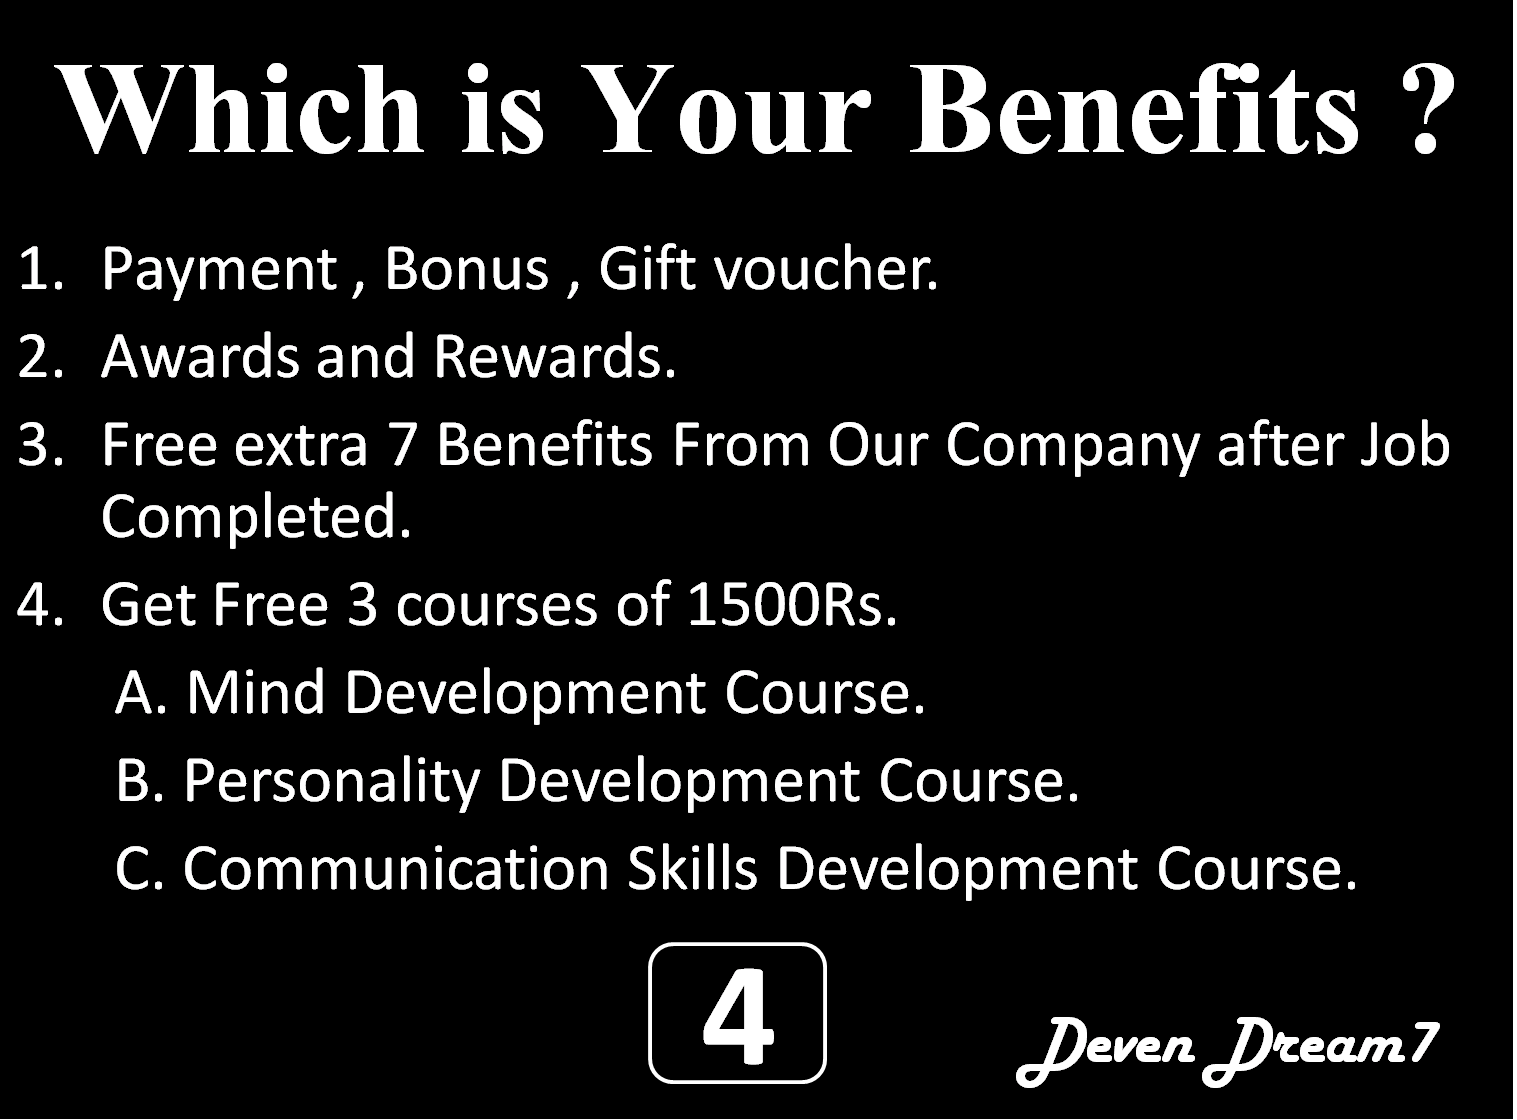 Which is Your Benefits ?
1. Payment , Bonus , Gift voucher.
2. Awards and Rewards.
3. Free extra 7 Benefits From Our Company after Job
Completed.
4. Get Free 3 courses of 1500Rs.
A. Mind Development Course.
B. Personality Development Course.
C. Communication Skills Development Course.
4
Deven Dream7